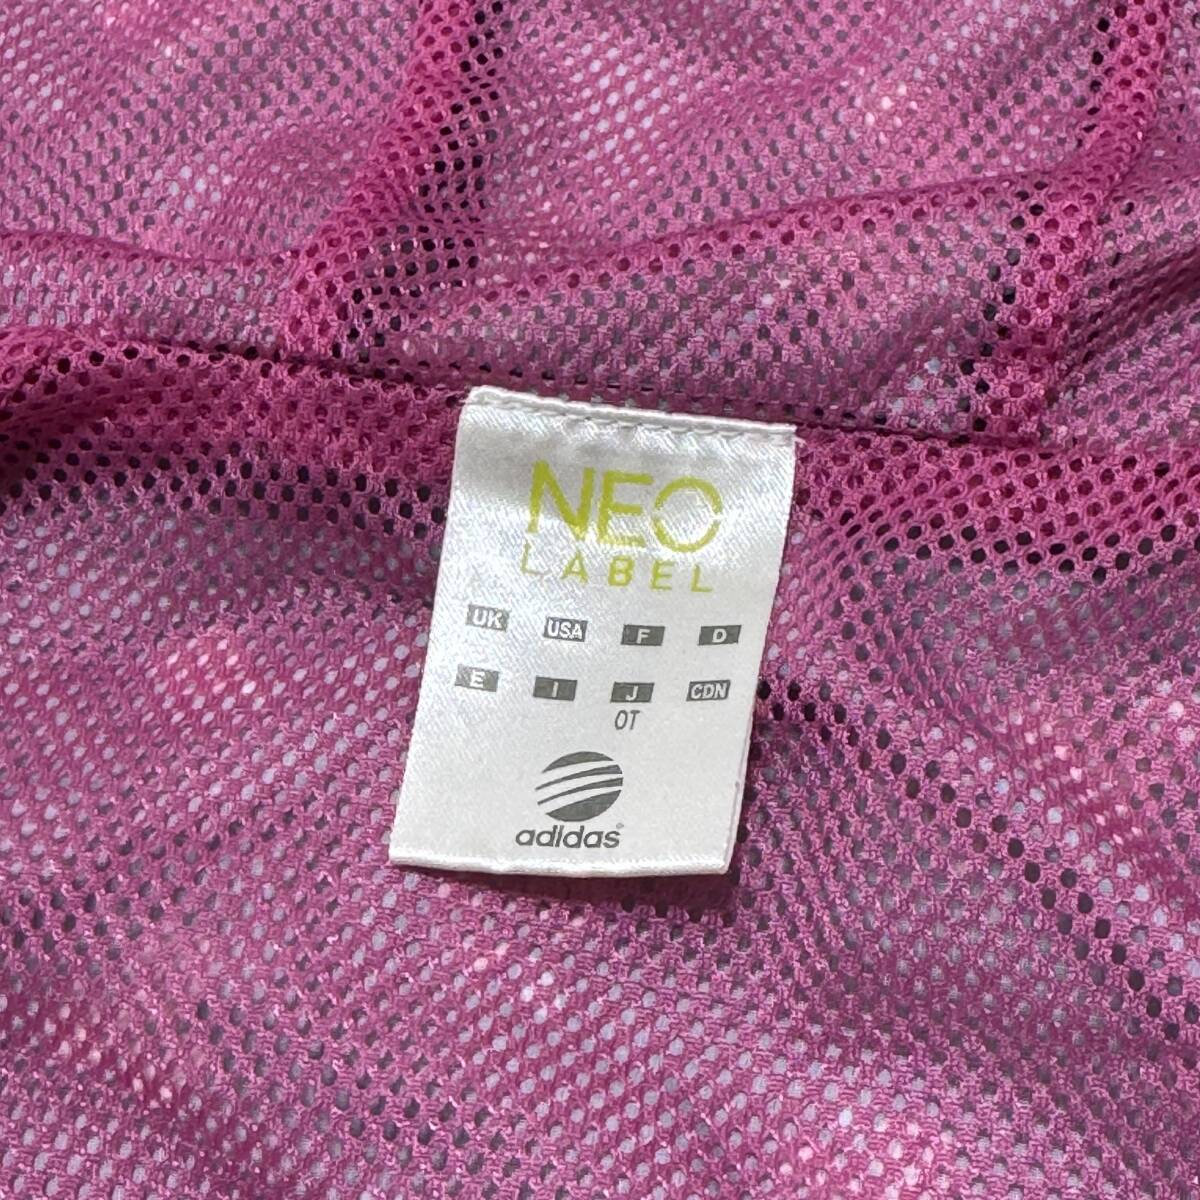 NEO
LABEL
UK USA F D
E I J CDN
OT
adidas®